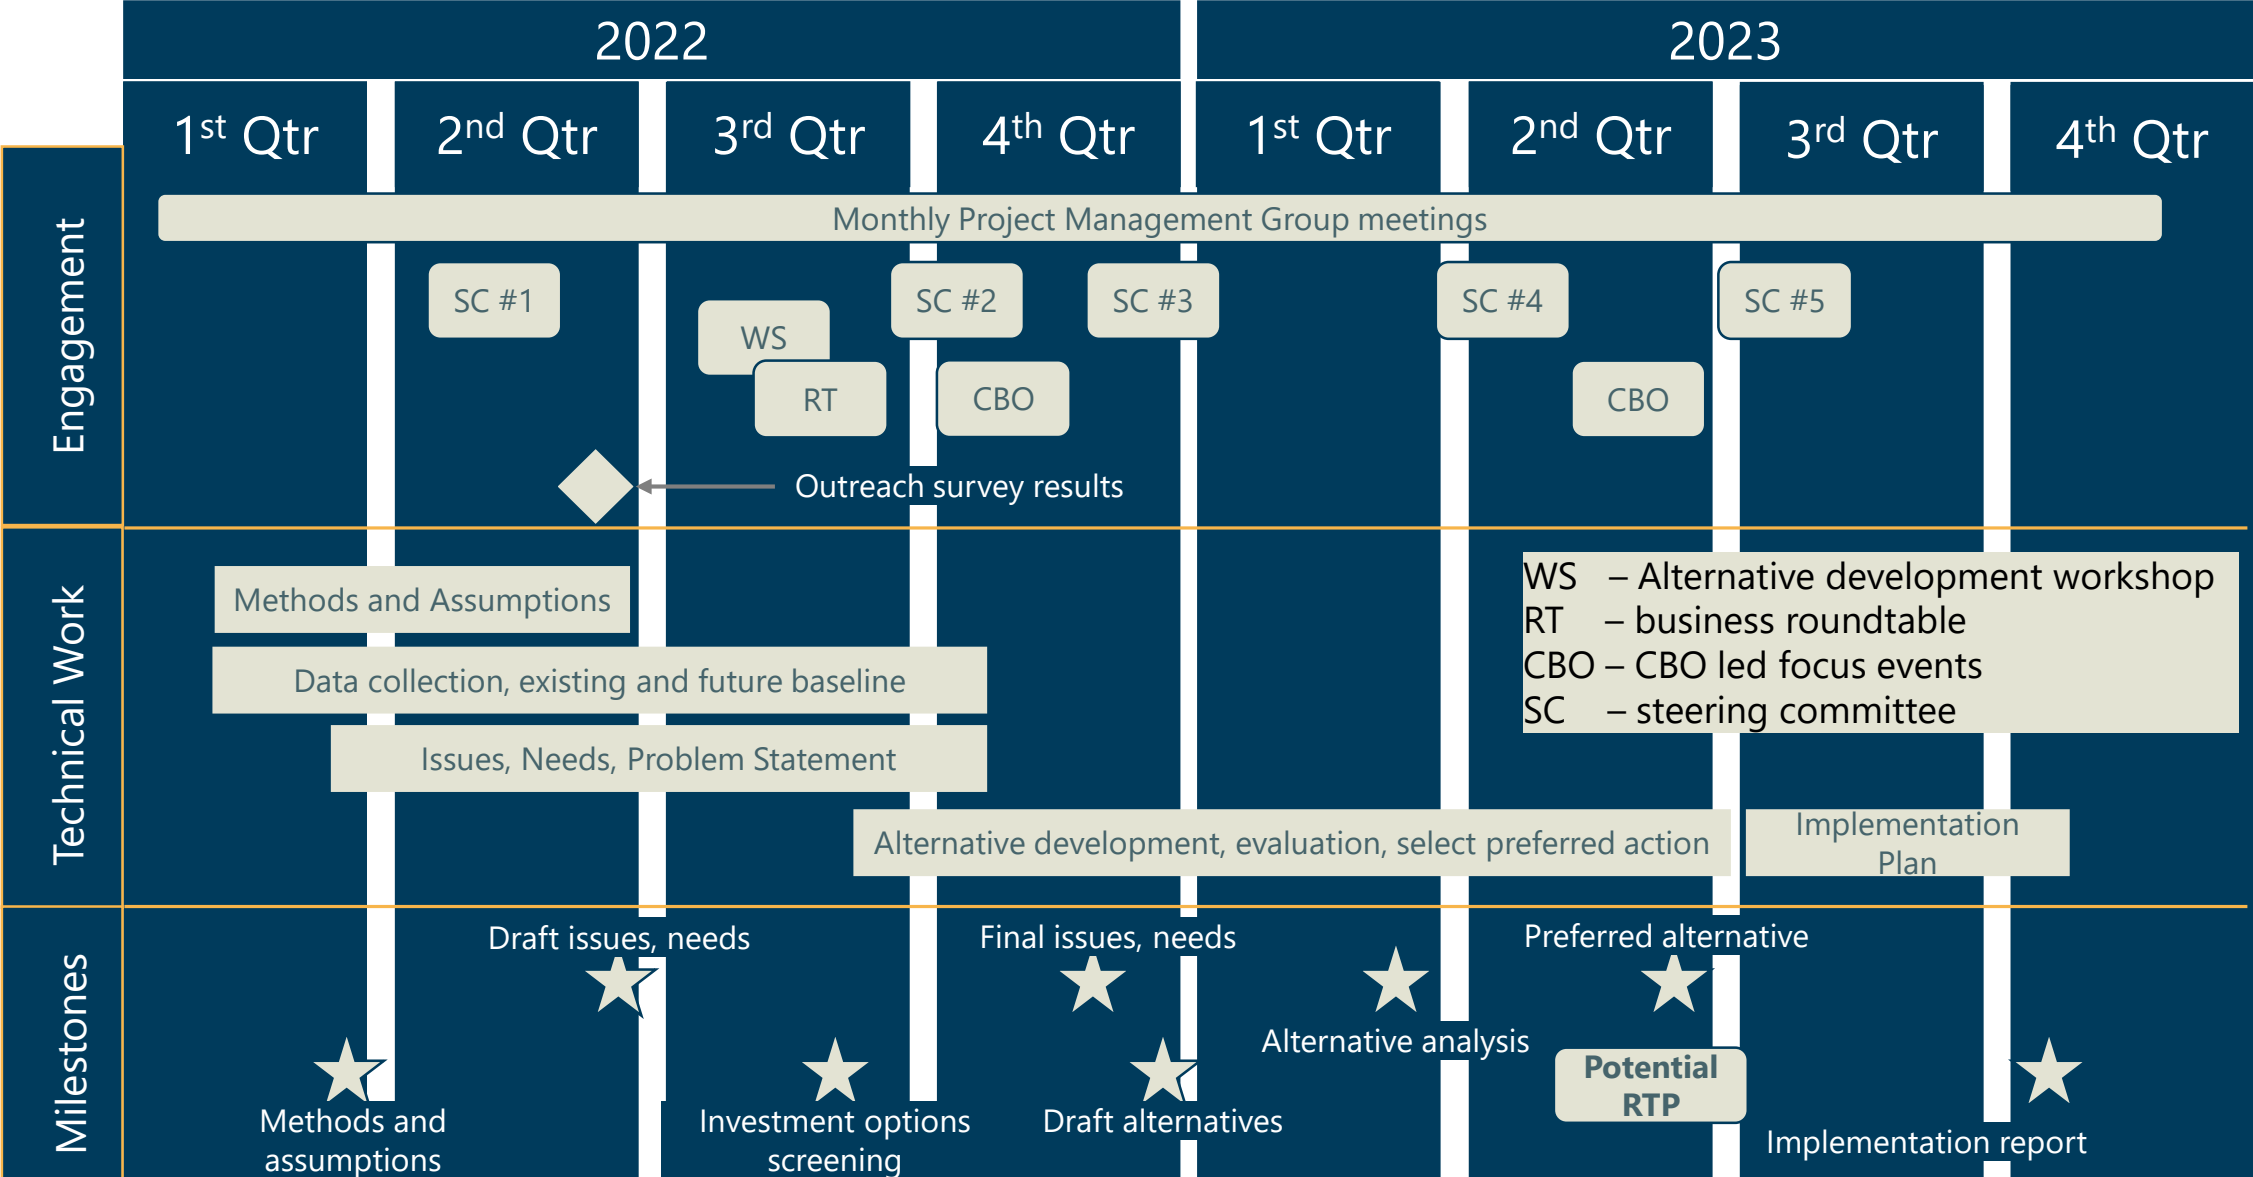 2022
2023
1st Qtr
2nd Qtr
3rd Qtr
4th Qtr
1st Qtr
2nd Qtr
3rd Qtr
4th Qtr
Engagement
Monthly Project Management Group meetings
SC #1
SC #2
SC #3
SC #4
SC #5
WS
RT
CBO
CBO
Outreach survey results
Technical Work
Methods and Assumptions
Data collection, existing and future baseline
Issues, Needs, Problem Statement
Alternative development, evaluation, select preferred action
Implementation
Plan
WS – Alternative development workshop
RT – business roundtable
CBO – CBO led focus events
SC – steering committee
Milestones
Draft issues, needs
Final issues, needs
Preferred alternative
Alternative analysis
Potential
RTP
Methods and
assumptions
Investment options
screening
Draft alternatives
Implementation report